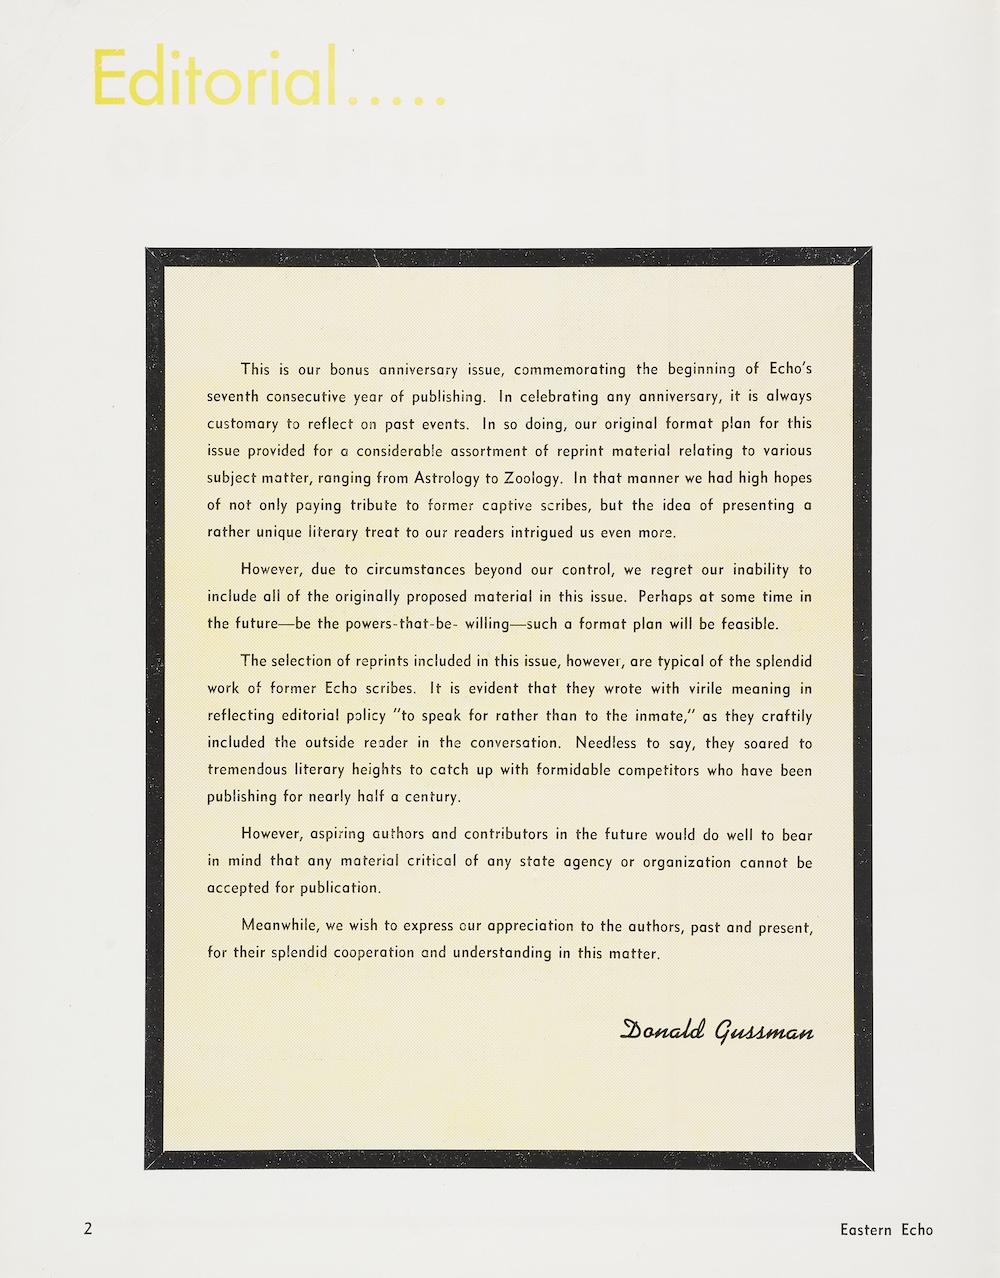 Editorial.....
This is our bonus anniversary issue, commemorating the beginning of Echo's
seventh consecutive year of publishing. In celebrating any anniversary, it is always
customary to reflect on past events. In so doing, our original format plan for this
issue provided for a considerable assortment of reprint material relating to various
subject matter, ranging from Astrology to Zoology. In that manner we had high hopes
of not only paying tribute to former captive scribes, but the idea of presenting a
rather unique literary treat to our readers intrigued us even more.
However, due to circumstances beyond our control, we regret our inability to
include all of the originally proposed material in this issue. Perhaps at some time in
the future—be the powers-that-be- willing—such a format plan will be feasible.
The selection of reprints included in this issue, however, are typical of the splendid
work of former Echo scribes. It is evident that they wrote with virile meaning in
reflecting editorial policy "to speak for rather than to the inmate," as they craftily
included the outside reader in the conversation. Needless to say, they soared to
tremendous literary heights to catch up with formidable competitors who have been
publishing for nearly half a century.
However, aspiring authors and contributors in the future would do well to bear
in mind that any material critical of any state agency or organization cannot be
accepted for publication.
Meanwhile, we wish to express our appreciation to the authors, past and present,
for their splendid cooperation and understanding in this matter.
Donald Gussman
2
Eastern Echo